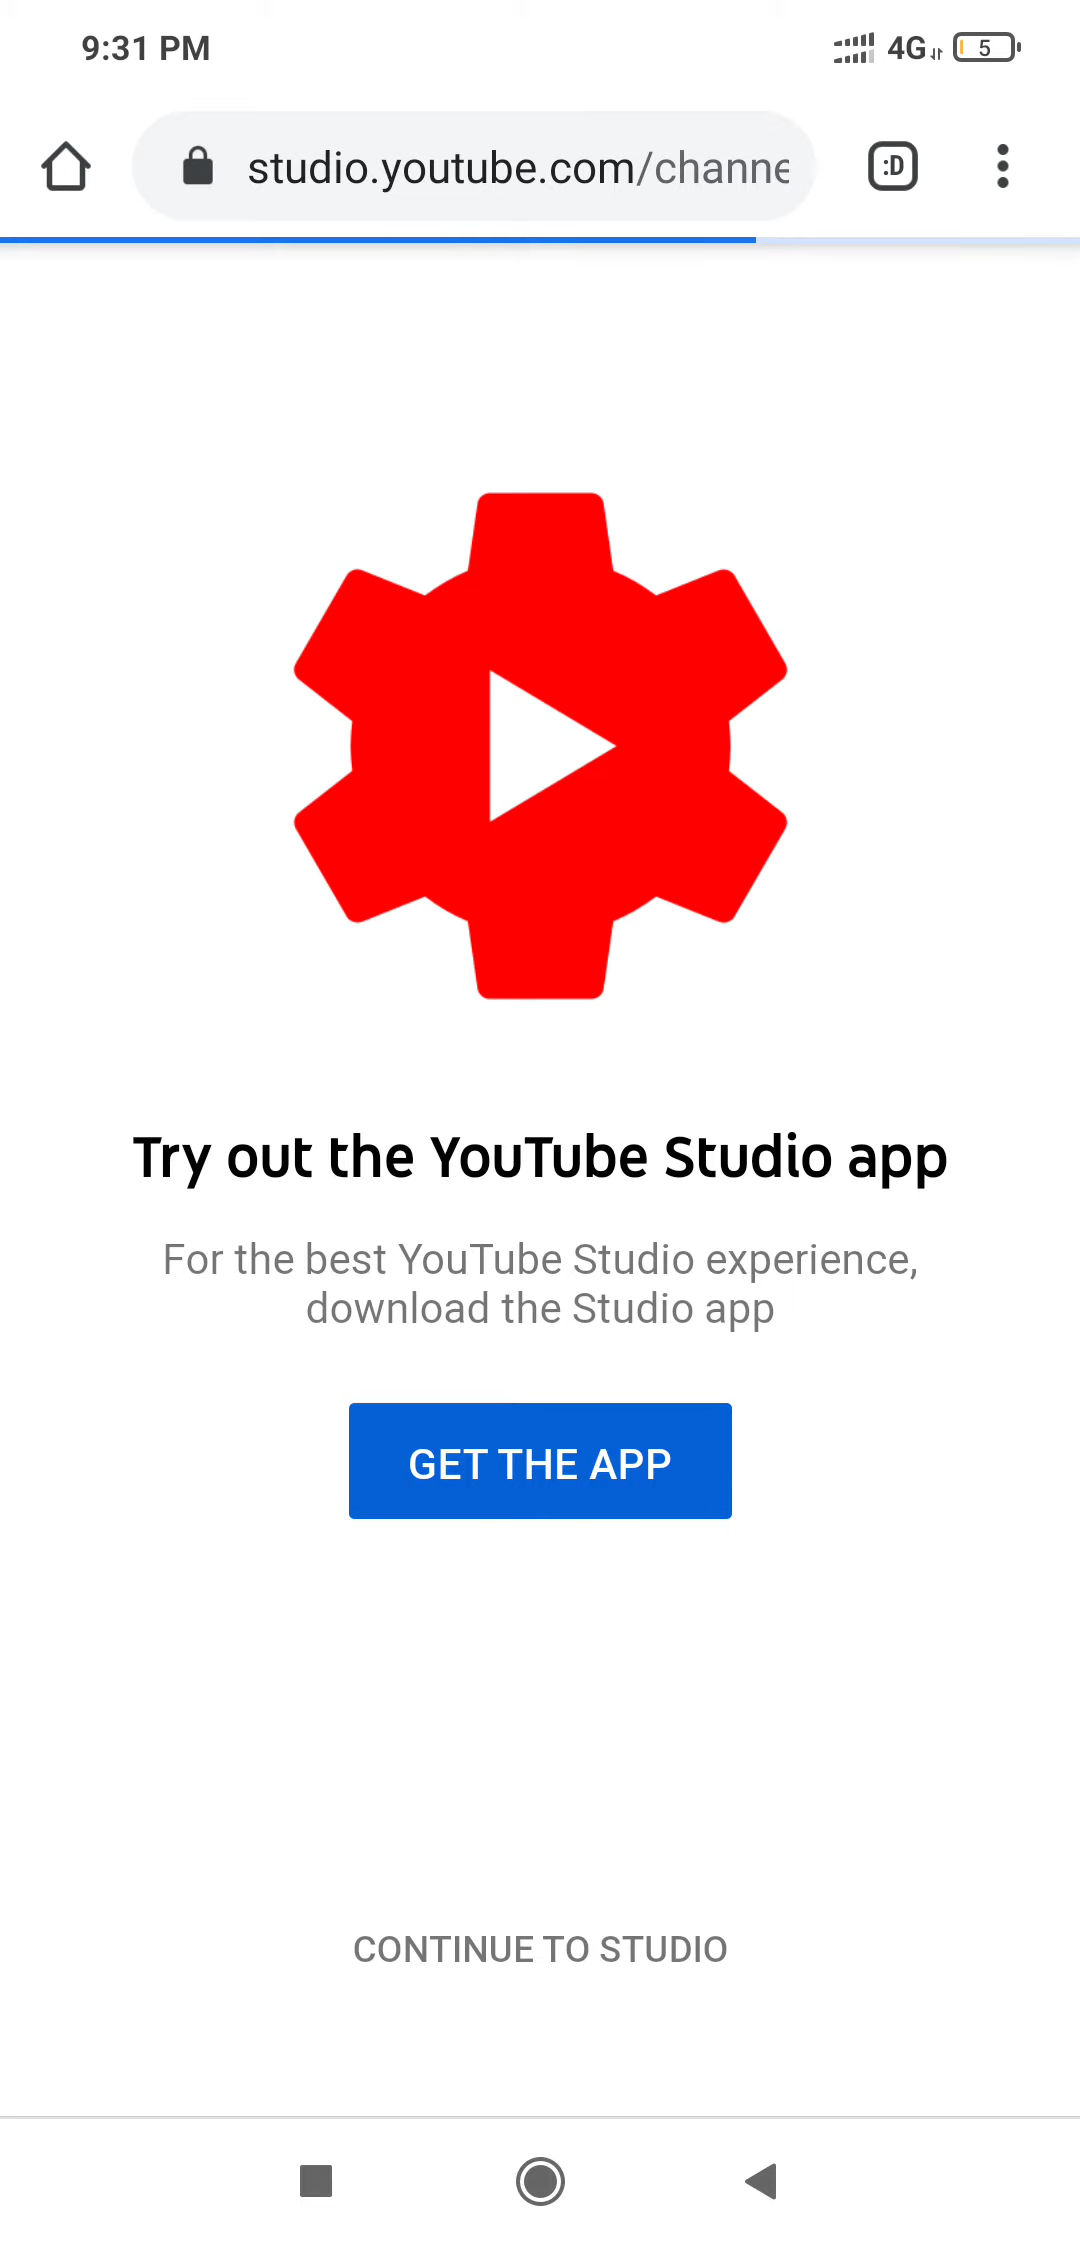 9:31 PM
4G
5
studio.youtube.com/channe
:D
Try out the YouTube Studio app
For the best YouTube Studio experience,
download the Studio app
GET THE APP
CONTINUE TO STUDIO